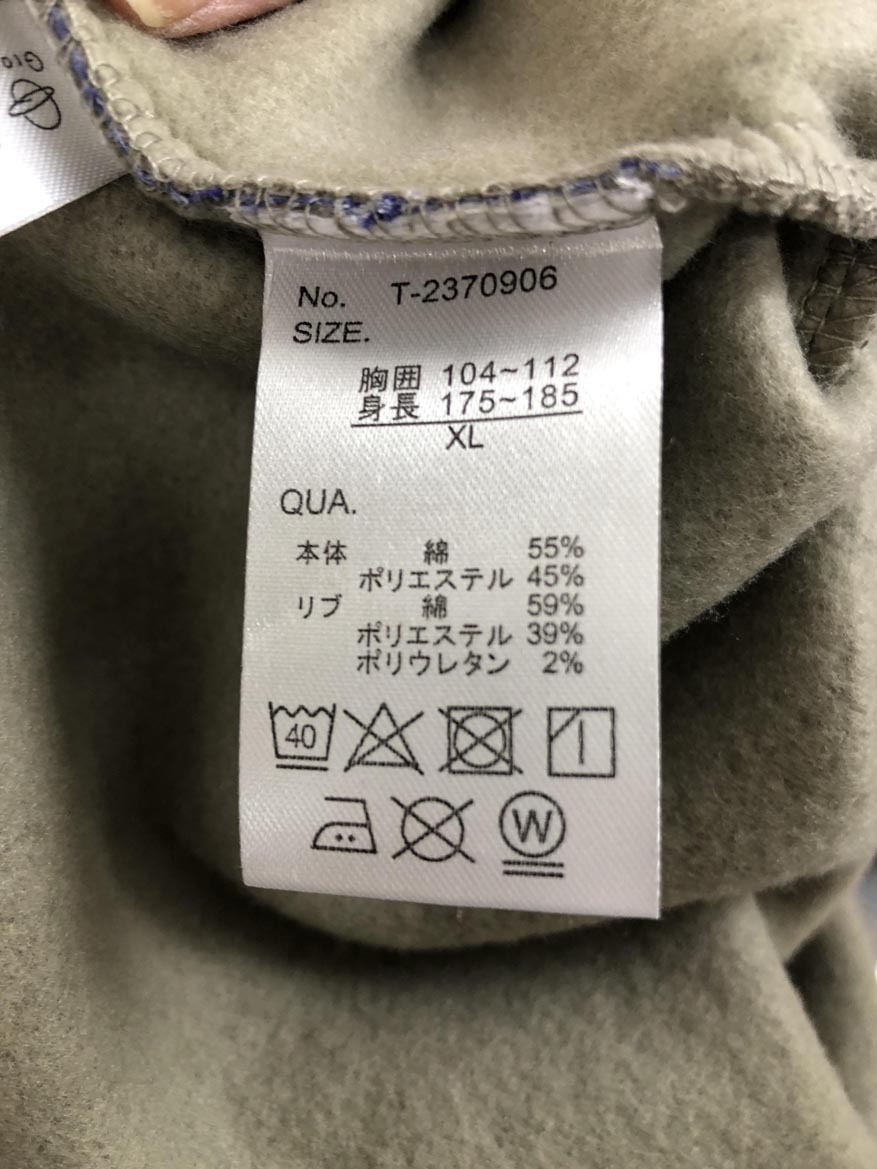 No. T-2370906
SIZE.
胸囲 104~112
身長 175~185
XL
QUA.
本体 綿 55%
ポリエステル 45%
リブ 綿 59%
ポリエステル 39%
ポリウレタン 2%
40
W